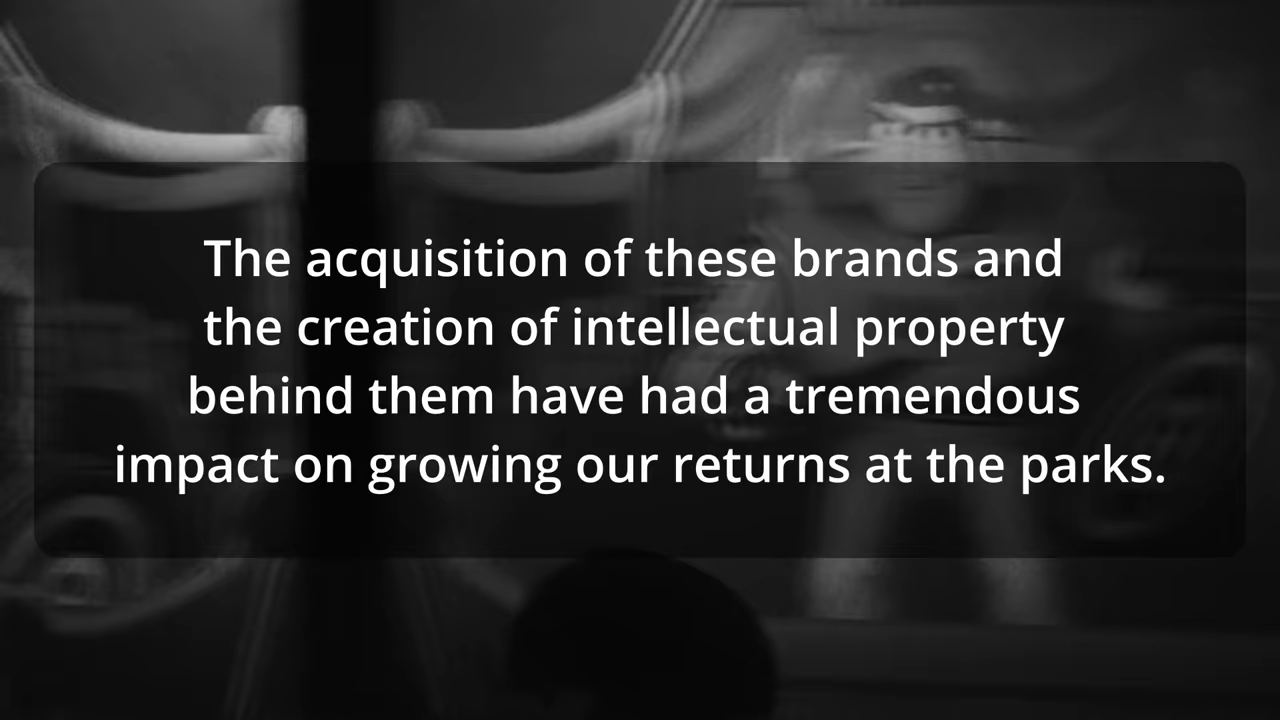 The acquisition of these brands and
the creation of intellectual property
behind them have had a tremendous
impact on growing our returns at the parks.